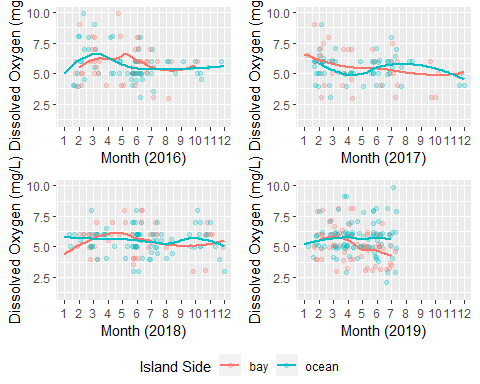 Dissolved Oxygen (mg/L)
10.0
7.5
5.0
2.5
1 2 3 4 5 6 7 8 9 10 11 12
Month (2016)
Dissolved Oxygen (mg/L)
10.0
7.5
5.0
2.5
1 2 3 4 5 6 7 8 9 10 11 12
Month (2017)
Dissolved Oxygen (mg/L)
10.0
7.5
5.0
2.5
1 2 3 4 5 6 7 8 9 10 11 12
Month (2018)
Dissolved Oxygen (mg/L)
10.0
7.5
5.0
2.5
1 2 3 4 5 6 7 8 9 10 11 12
Month (2019)
Island Side bay ocean